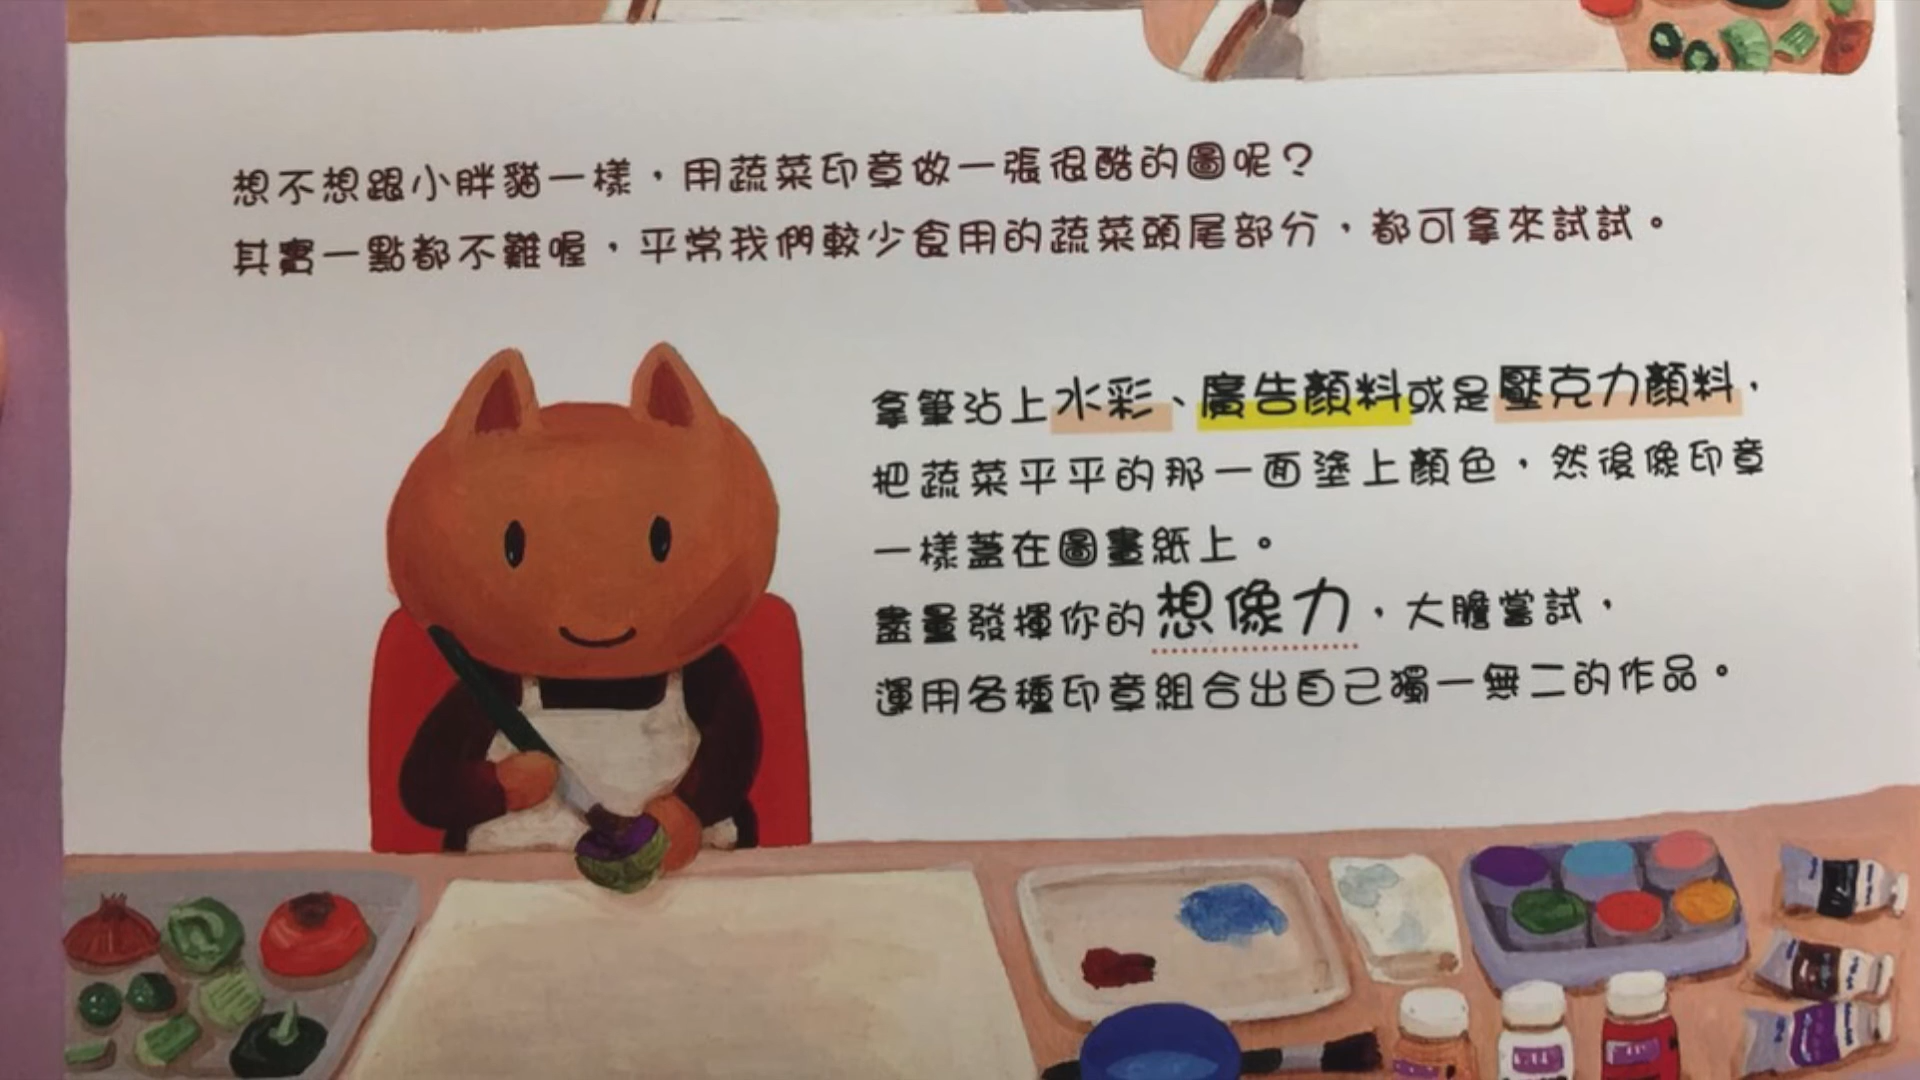 想不想跟小胖貓一樣，用蔬菜印章做一張很酷的圖呢？
其實一點都不難喔，平常我們較少食用的蔬菜頭尾部分，都可拿來試試。
拿筆沾上水彩、廣告顏料或是壓克力顏料，
把蔬菜平平的那一面塗上顏色，然後像印章
一樣蓋在圖畫紙上。
盡量發揮你的想像力，大膽嘗試，
運用各種印章組合出自己獨一無二的作品。